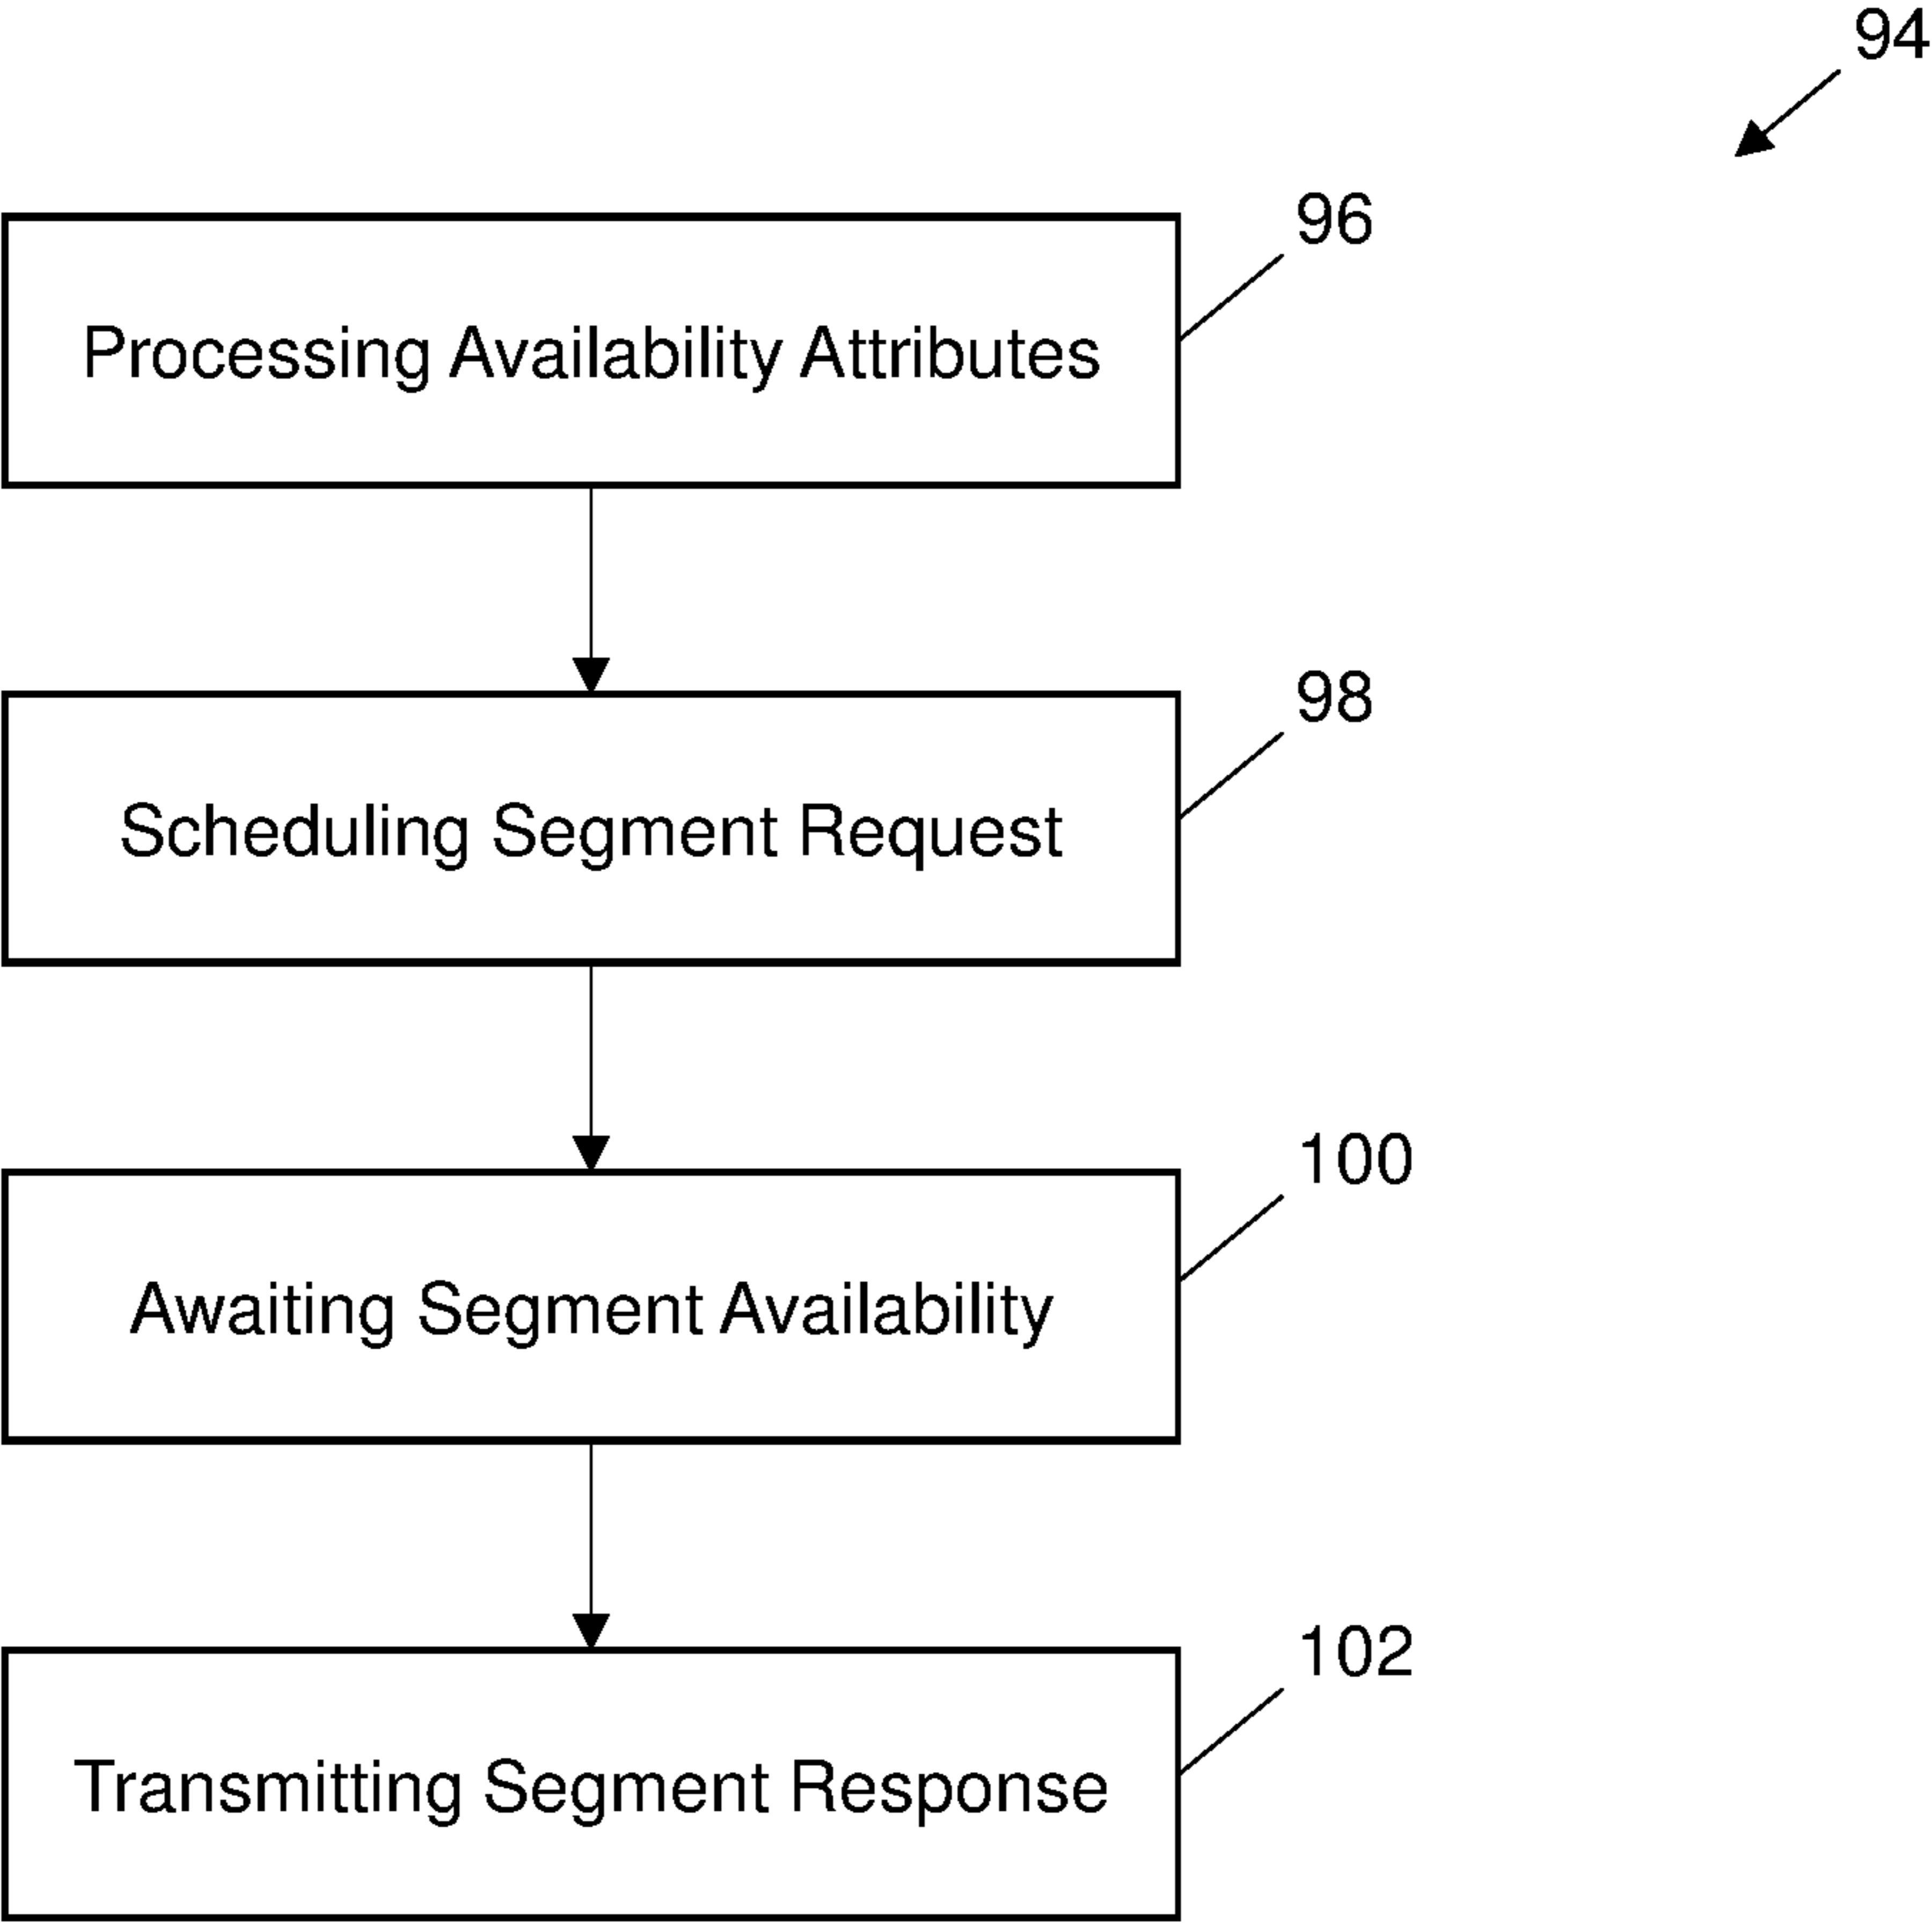 94
96
Processing Availability Attributes
98
Scheduling Segment Request
100
Awaiting Segment Availability
102
Transmitting Segment Response